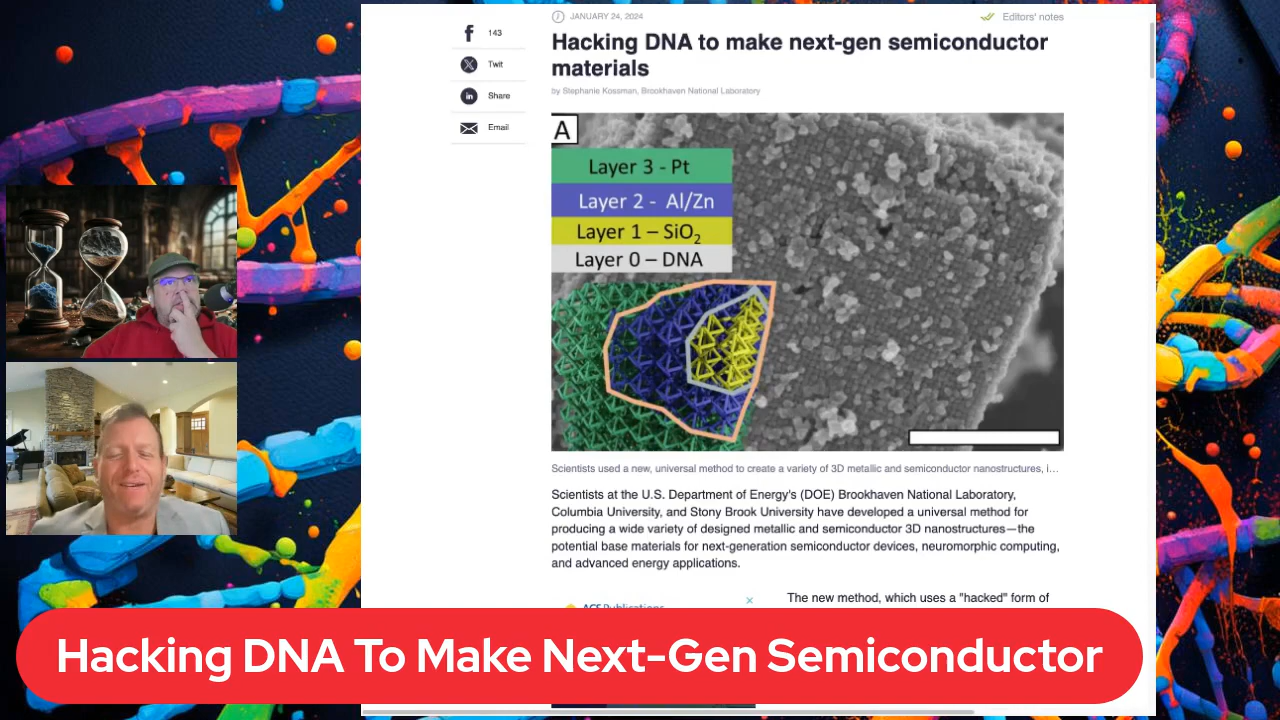 JANUARY 24, 2024
Editors' notes
143
Twit
Share
Email
Hacking DNA to make next-gen semiconductor
materials
by Stephanie Kossman, Brookhaven National Laboratory
A
Layer 3 - Pt
Layer 2 - Al/Zn
Layer 1 – SiO₂
Layer 0 – DNA
Scientists used a new, universal method to create a variety of 3D metallic and semiconductor nanostructures, i…
Scientists at the U.S. Department of Energy's (DOE) Brookhaven National Laboratory,
Columbia University, and Stony Brook University have developed a universal method for
producing a wide variety of designed metallic and semiconductor 3D nanostructures—the
potential base materials for next-generation semiconductor devices, neuromorphic computing,
and advanced energy applications.
ACS Publications
The new method, which uses a "hacked" form of
Hacking DNA To Make Next-Gen Semiconductor